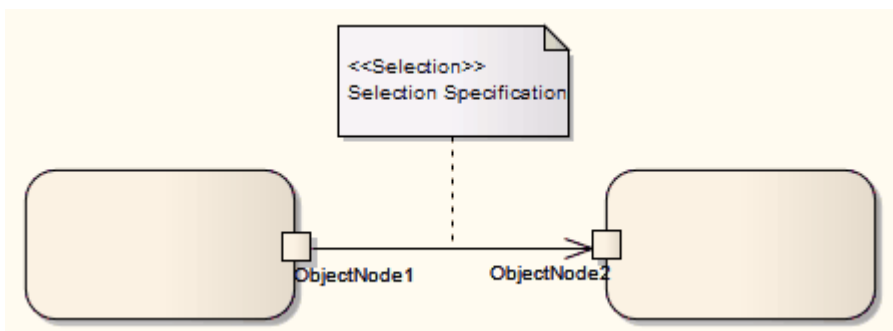 <<Selection>>
Selection Specification
ObjectNode1
ObjectNode2